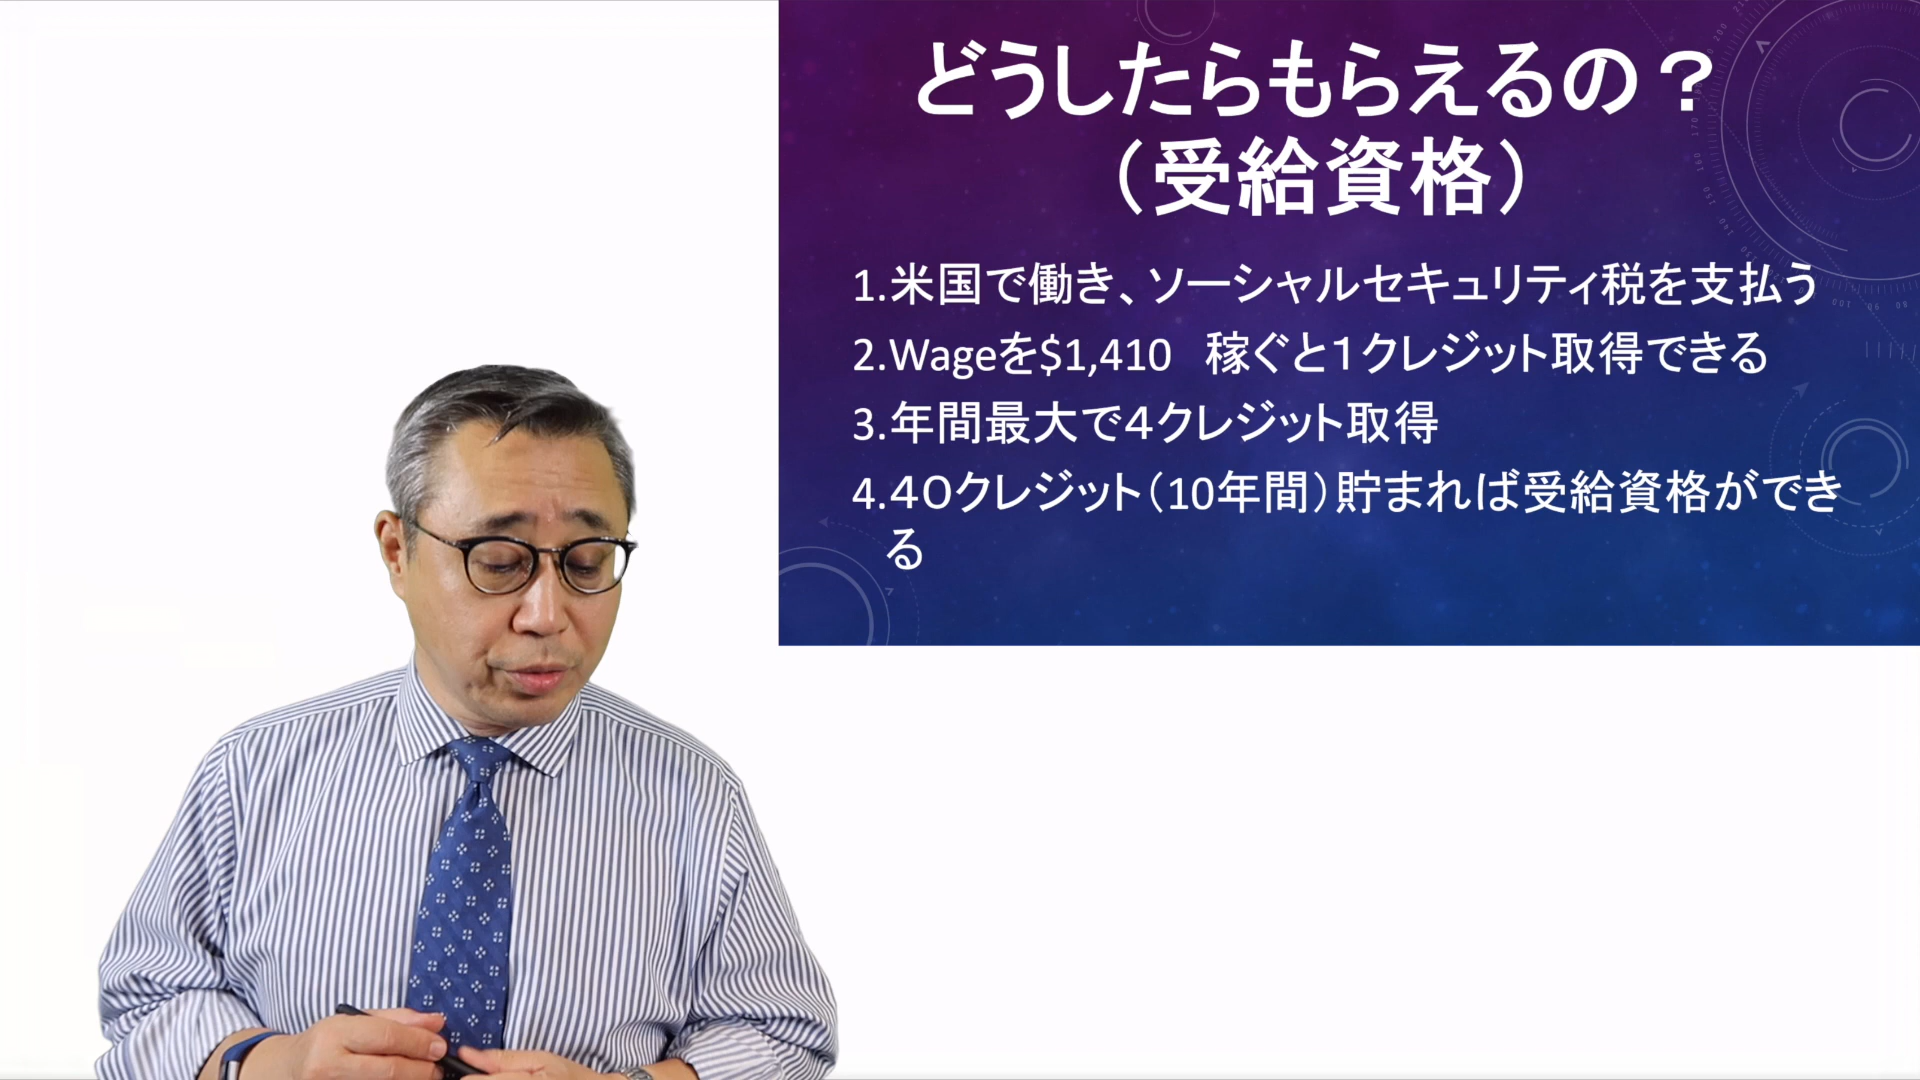 どうしたらもらえるの？
（受給資格）
1.米国で働き、ソーシャルセキュリティ税を支払う
2.Wageを$1,410　稼ぐと１クレジット取得できる
3.年間最大で４クレジット取得
4.４０クレジット（10年間）貯まれば受給資格ができ
る